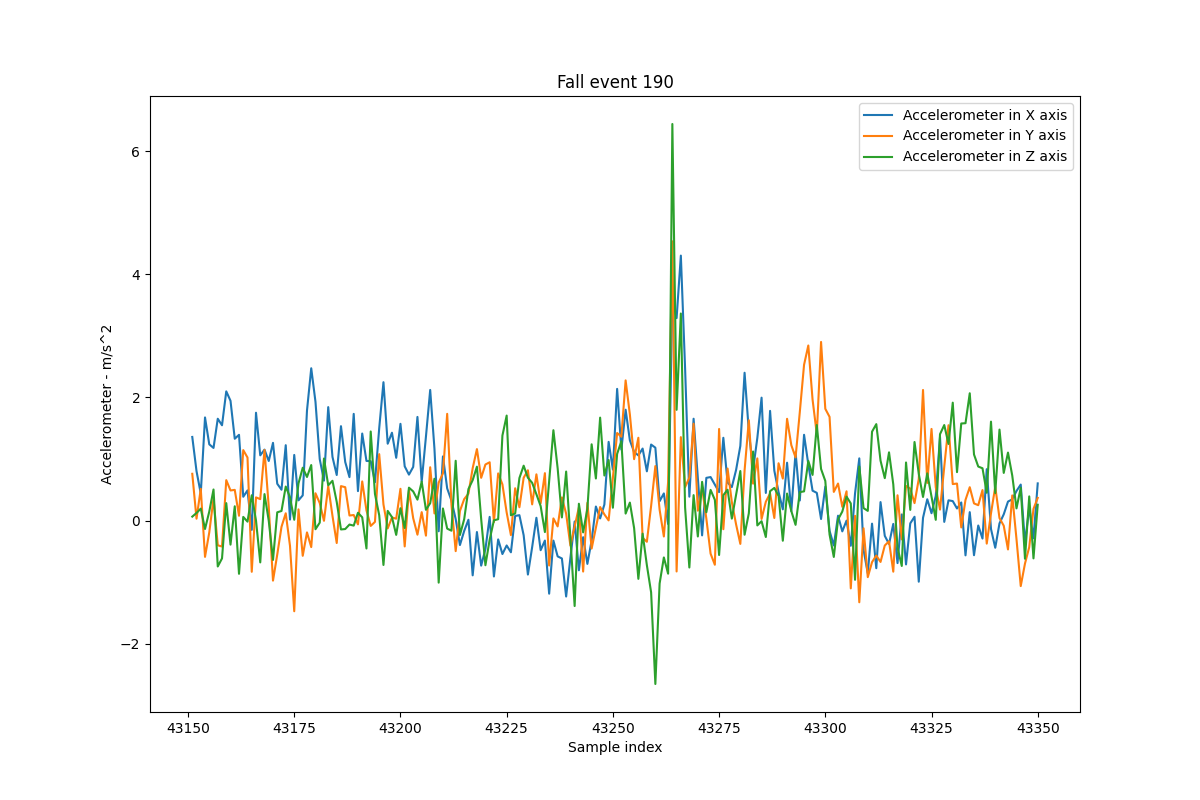 Fall event 190
Accelerometer in X axis
Accelerometer in Y axis
Accelerometer in Z axis
Accelerometer - m/s^2
6
4
2
0
−2
43150 43175 43200 43225 43250 43275 43300 43325 43350
Sample index